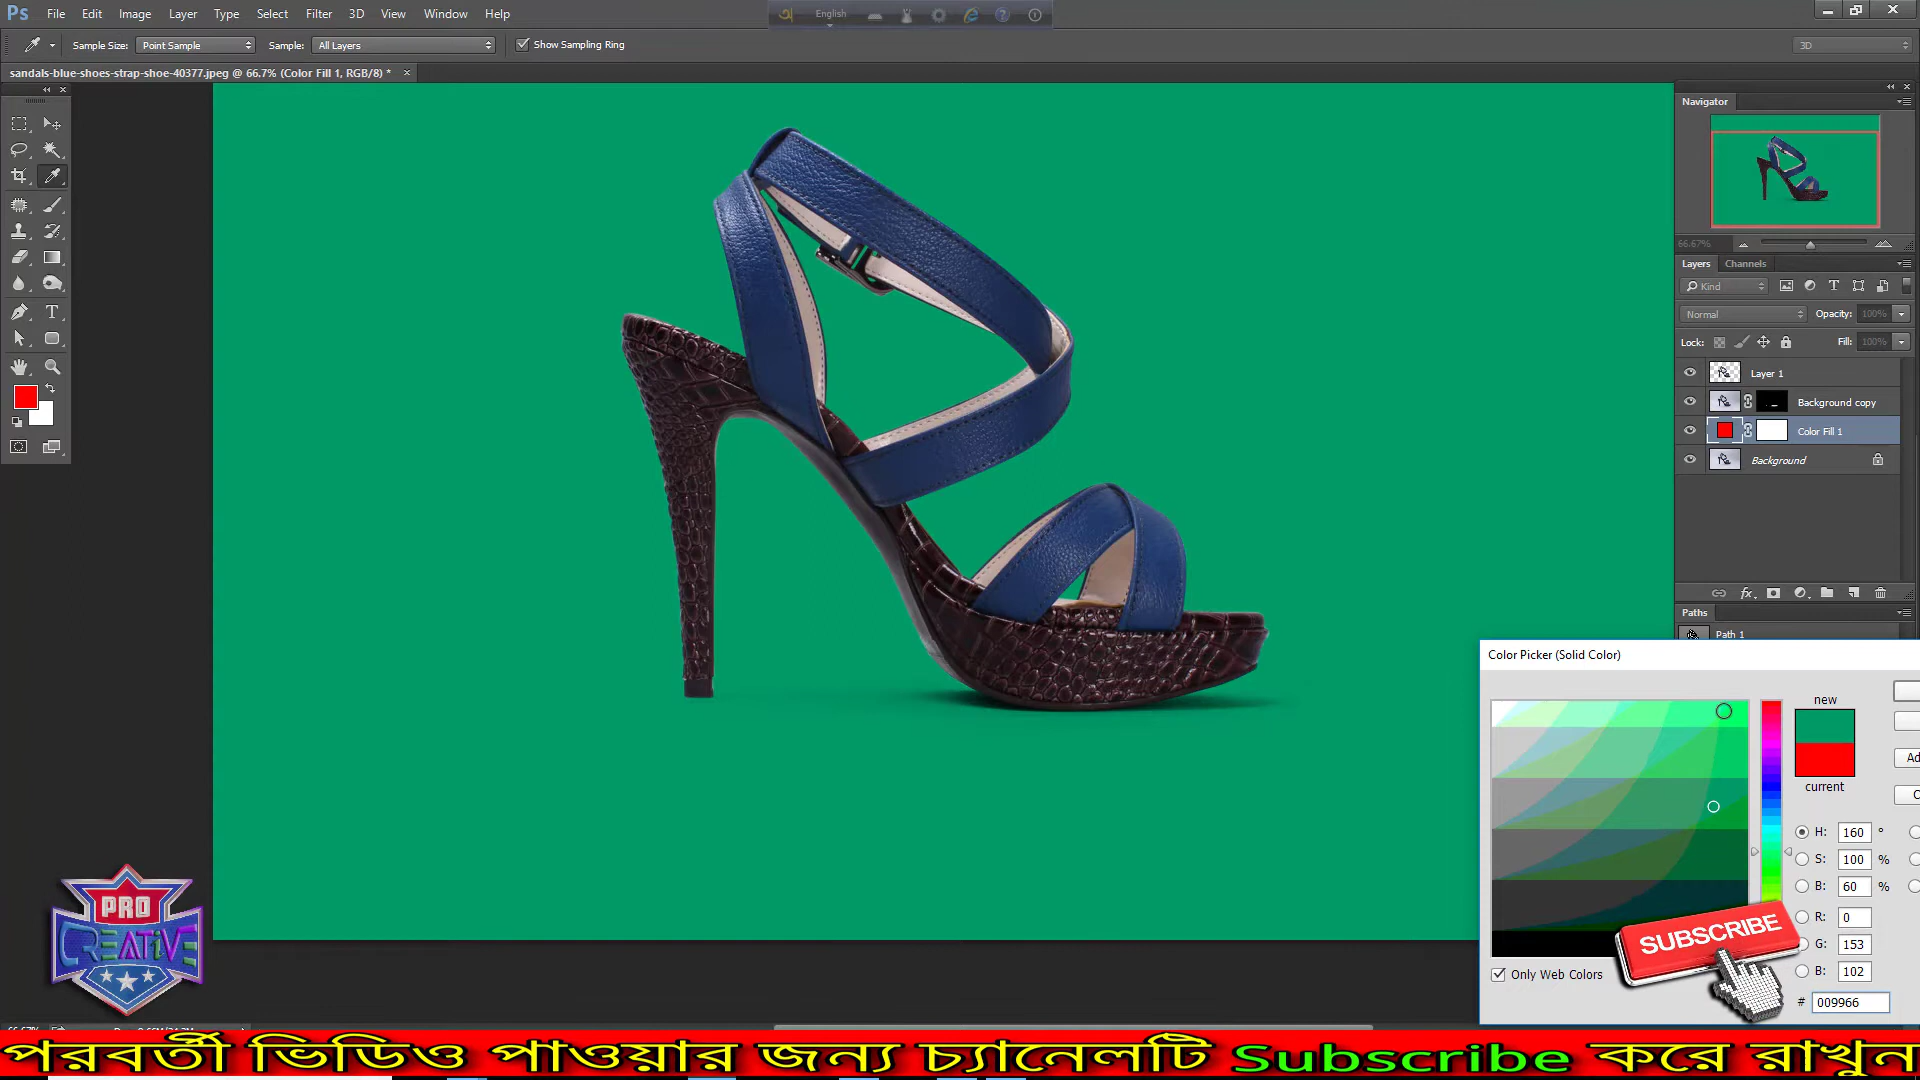 Ps File Edit Image Layer Type Select Filter 3D View Window Help
English
Sample Size: Point Sample Sample: All Layers Show Sampling Ring
3D
sandals-blue-shoes-strap-shoe-40377.jpeg @ 66.7% (Color Fill 1, RGB/8) *
Navigator
66.67%
Layers Channels
Kind
Normal Opacity: 100%
Lock: Fill: 100%
Layer 1
Background copy
Color Fill 1
Background
Paths
Path 1
Color Picker (Solid Color)
new
current
H: 160 °
S: 100 %
B: 60 %
R: 0
G: 153
B: 102
Only Web Colors
# 009966
SUBSCRIBE
PRO
CREATIVE
পরবর্তী ভিডিও পাওয়ার জন্য চ্যানেলটি Subscribe করে রাখুন